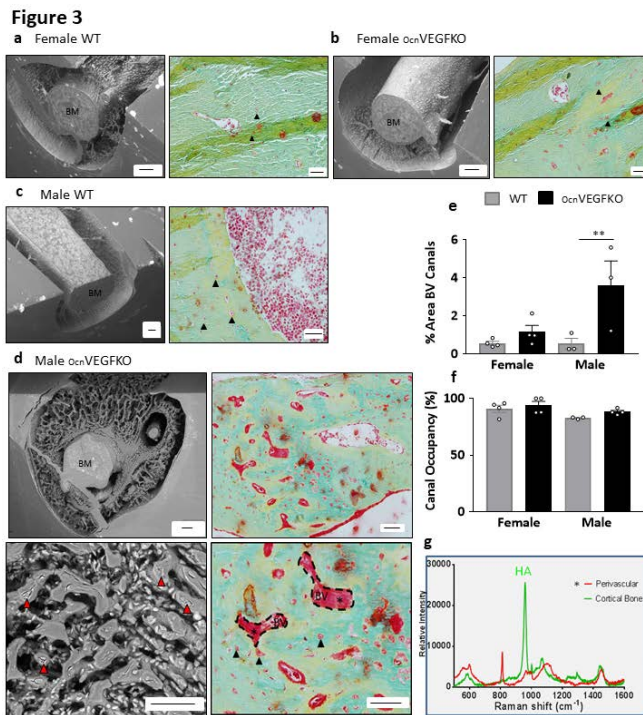 Figure 3
a Female WT
BM
b Female OcnVEGFKO
BM
c Male WT
BM
d Male OcnVEGFKO
BM
BV
BV
*
WT OcnVEGFKO
e
**
% Area BV Canals
6
4
2
0
Female Male
f
Canal Occupancy (%)
100
50
0
Female Male
g
HA
* Perivascular
Cortical Bone
Relative Intensity
30000
20000
10000
0
600 800 1000 1200 1400 1600
Raman shift (cm-1)